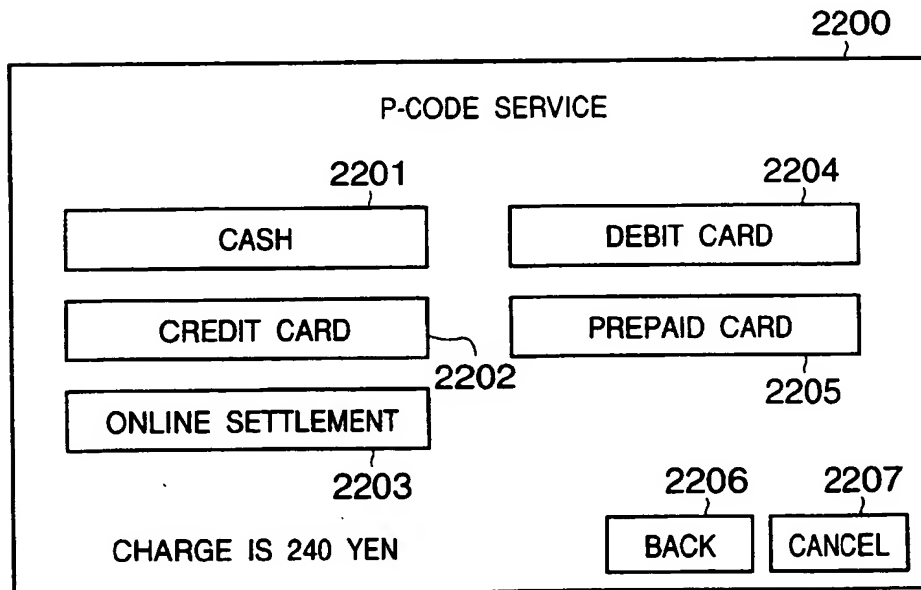 2200
P-CODE SERVICE
2201
2204
CASH
DEBIT CARD
CREDIT CARD
PREPAID CARD
2202
2205
ONLINE SETTLEMENT
2203
2206
2207
CHARGE IS 240 YEN
BACK
CANCEL